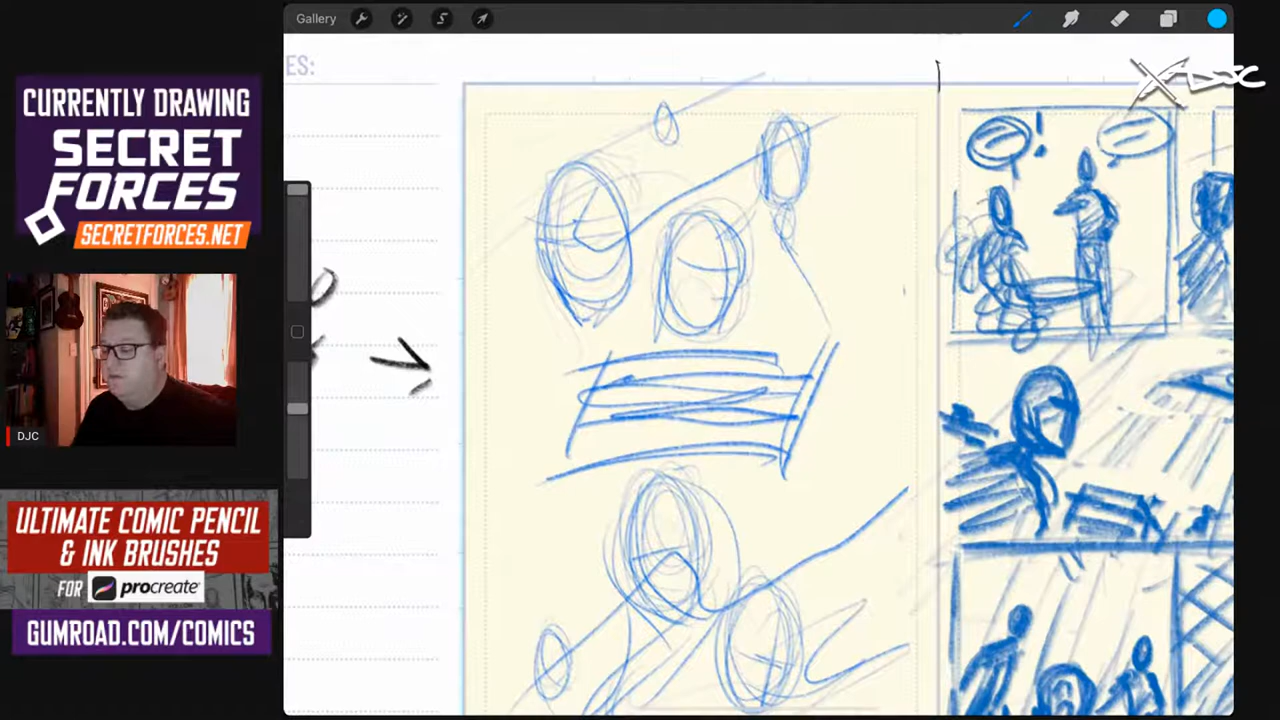 CURRENTLY DRAWING
SECRET
FORCES
SECRETFORCES.NET
DJC
ULTIMATE COMIC PENCIL
& INK BRUSHES
FOR procreate
GUMROAD.COM/COMICS
Gallery
ES:
DJC
!